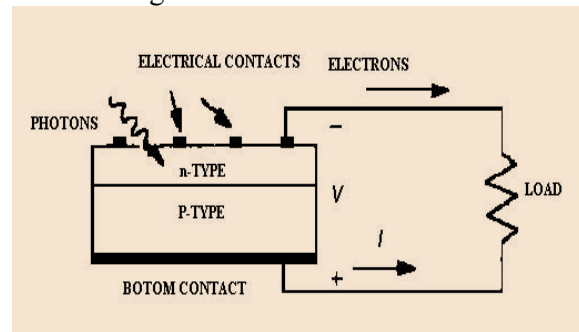 ELECTRICAL CONTACTS
ELECTRONS
PHOTONS
−
n-TYPE
V
LOAD
P-TYPE
I
+
BOTOM CONTACT